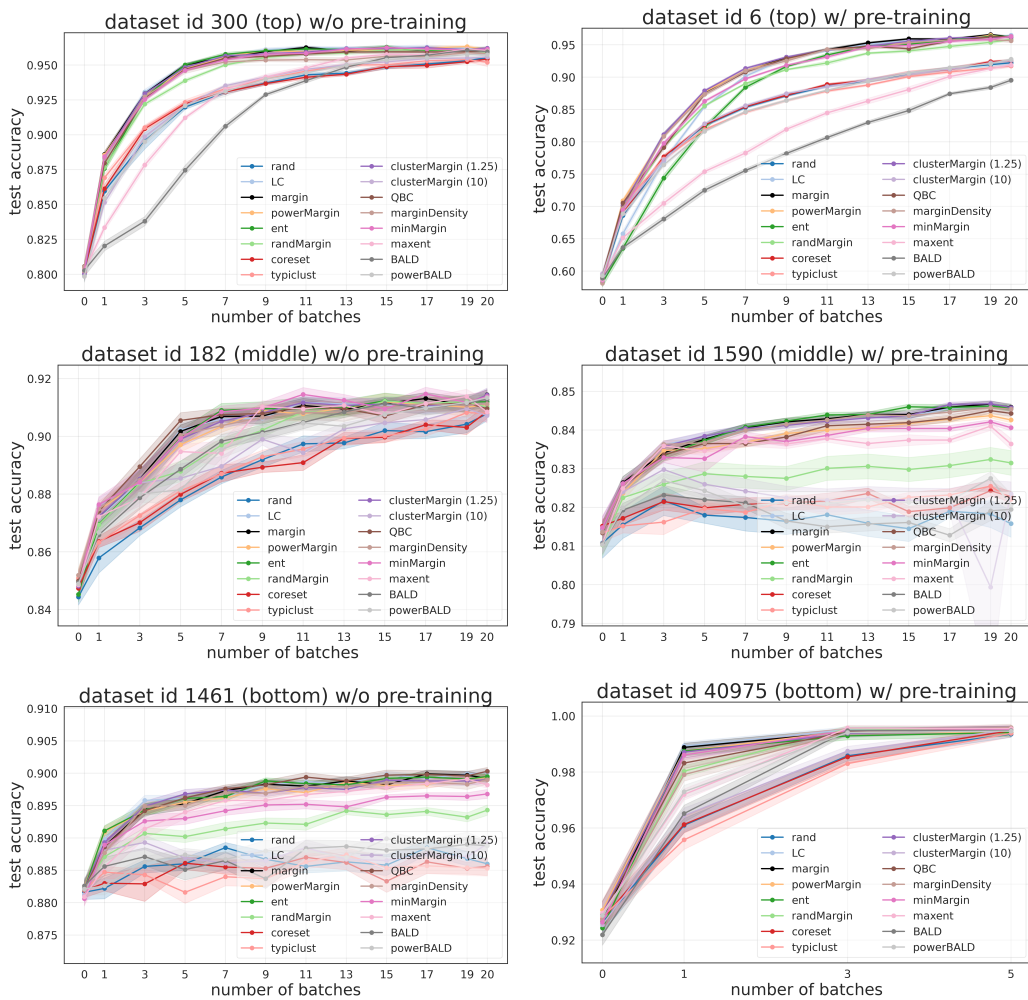 dataset id 300 (top) w/o pre-training
test accuracy
0.950
0.925
0.900
0.875
0.850
0.825
0.800
rand
LC
margin
powerMargin
ent
randMargin
coreset
typiclust
clusterMargin (1.25)
clusterMargin (10)
QBC
marginDensity
minMargin
maxent
BALD
powerBALD
0 1 3 5 7 9 11 13 15 17 19 20
number of batches
dataset id 6 (top) w/ pre-training
test accuracy
0.95
0.90
0.85
0.80
0.75
0.70
0.65
0.60
rand
LC
margin
powerMargin
ent
randMargin
coreset
typiclust
clusterMargin (1.25)
clusterMargin (10)
QBC
marginDensity
minMargin
maxent
BALD
powerBALD
0 1 3 5 7 9 11 13 15 17 19 20
number of batches
dataset id 182 (middle) w/o pre-training
test accuracy
0.92
0.90
0.88
0.86
0.84
rand
LC
margin
powerMargin
ent
randMargin
coreset
typiclust
clusterMargin (1.25)
clusterMargin (10)
QBC
marginDensity
minMargin
maxent
BALD
powerBALD
0 1 3 5 7 9 11 13 15 17 19 20
number of batches
dataset id 1590 (middle) w/ pre-training
test accuracy
0.85
0.84
0.83
0.82
0.81
0.80
0.79
rand
LC
margin
powerMargin
ent
randMargin
coreset
typiclust
clusterMargin (1.25)
clusterMargin (10)
QBC
marginDensity
minMargin
maxent
BALD
powerBALD
0 1 3 5 7 9 11 13 15 17 19 20
number of batches
dataset id 1461 (bottom) w/o pre-training
test accuracy
0.910
0.905
0.900
0.895
0.890
0.885
0.880
0.875
rand
LC
margin
powerMargin
ent
randMargin
coreset
typiclust
clusterMargin (1.25)
clusterMargin (10)
QBC
marginDensity
minMargin
maxent
BALD
powerBALD
0 1 3 5 7 9 11 13 15 17 19 20
number of batches
dataset id 40975 (bottom) w/ pre-training
test accuracy
1.00
0.98
0.96
0.94
0.92
rand
LC
margin
powerMargin
ent
randMargin
coreset
typiclust
clusterMargin (1.25)
clusterMargin (10)
QBC
marginDensity
minMargin
maxent
BALD
powerBALD
0 1 3 5
number of batches